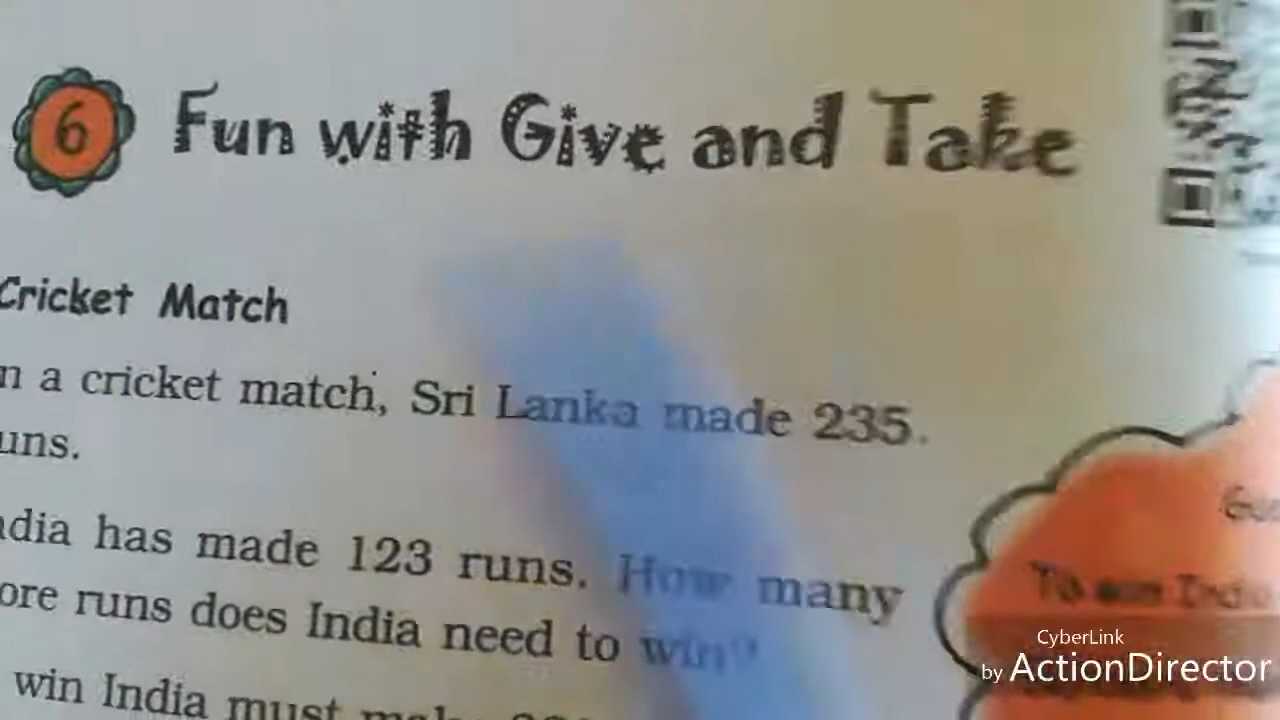 6 Fun with Give and Take
Cricket Match
n a cricket match, Sri Lanka made 235.
uns.
dia has made 123 runs. How many
ore runs does India need to win?
win India must
To
CyberLink
by ActionDirector